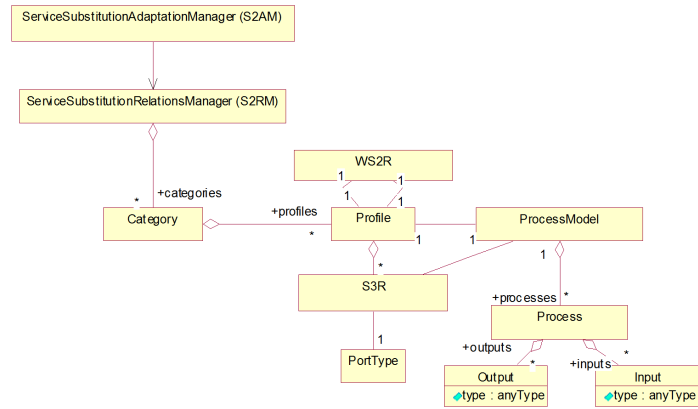 ServiceSubstitutionAdaptationManager (S2AM)
ServiceSubstitutionRelationsManager (S2RM)
WS2R
1
1
1
1
+categories
*
Category
+profiles
*
Profile
1
ProcessModel
1
1
*
S3R
1
PortType
+processes
*
Process
+outputs
*
+inputs
*
Output
type : anyType
Input
type : anyType